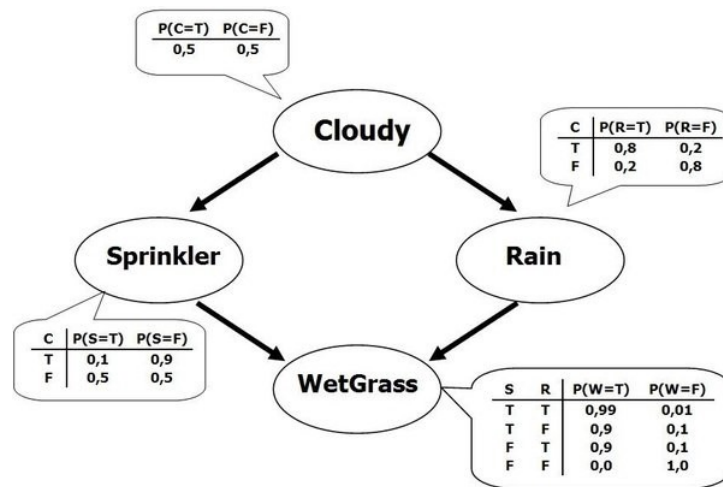 P(C=T) P(C=F)
0,5 0,5
Cloudy
C P(R=T) P(R=F)
T 0,8 0,2
F 0,2 0,8
Sprinkler
Rain
C P(S=T) P(S=F)
T 0,1 0,9
F 0,5 0,5
WetGrass
S R P(W=T) P(W=F)
T T 0,99 0,01
T F 0,9 0,1
F T 0,9 0,1
F F 0,0 1,0